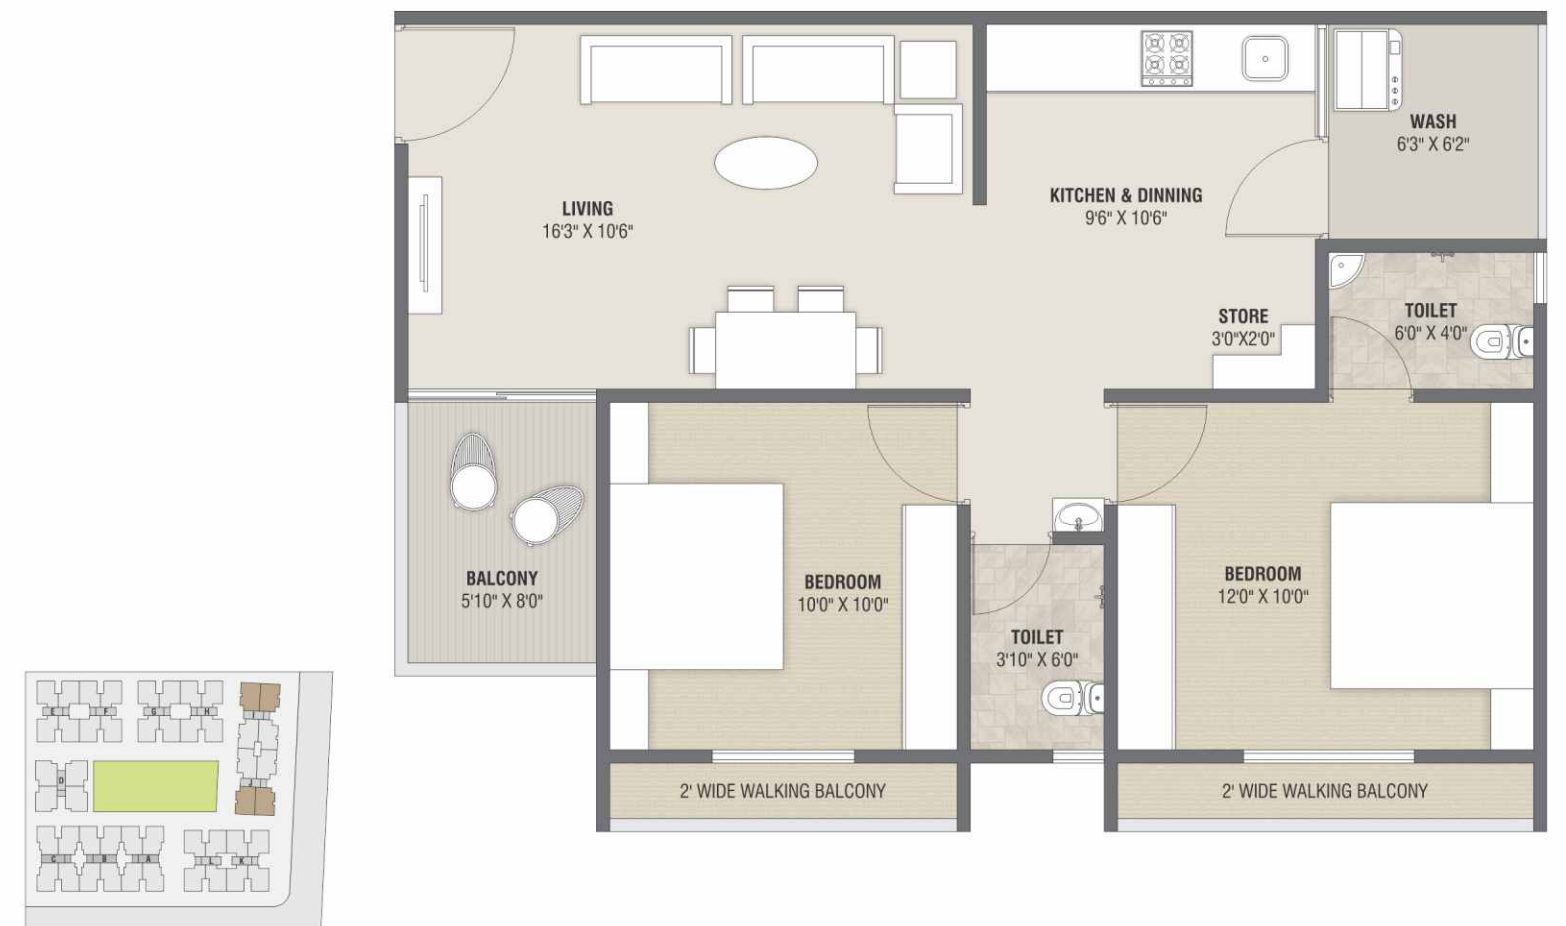 WASH
6'3" X 6'2"
LIVING
16'3" X 10'6"
KITCHEN & DINNING
9'6" X 10'6"
STORE
3'0"X2'0"
TOILET
6'0" X 4'0"
BALCONY
5'10" X 8'0"
BEDROOM
10'0" X 10'0"
TOILET
3'10" X 6'0"
BEDROOM
12'0" X 10'0"
2' WIDE WALKING BALCONY
2' WIDE WALKING BALCONY
E F G H I
D J
C B A L K